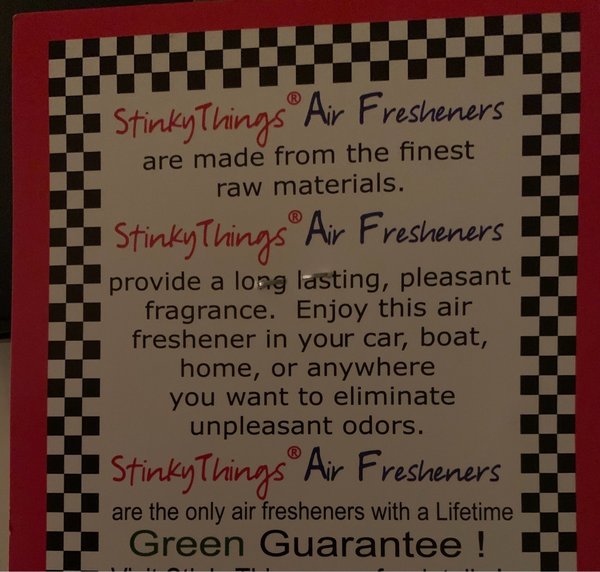 StinkyThings® Air Fresheners
are made from the finest
raw materials.
StinkyThings® Air Fresheners
provide a long lasting, pleasant
fragrance. Enjoy this air
freshener in your car, boat,
home, or anywhere
you want to eliminate
unpleasant odors.
StinkyThings® Air Fresheners
are the only air fresheners with a Lifetime
Green Guarantee !